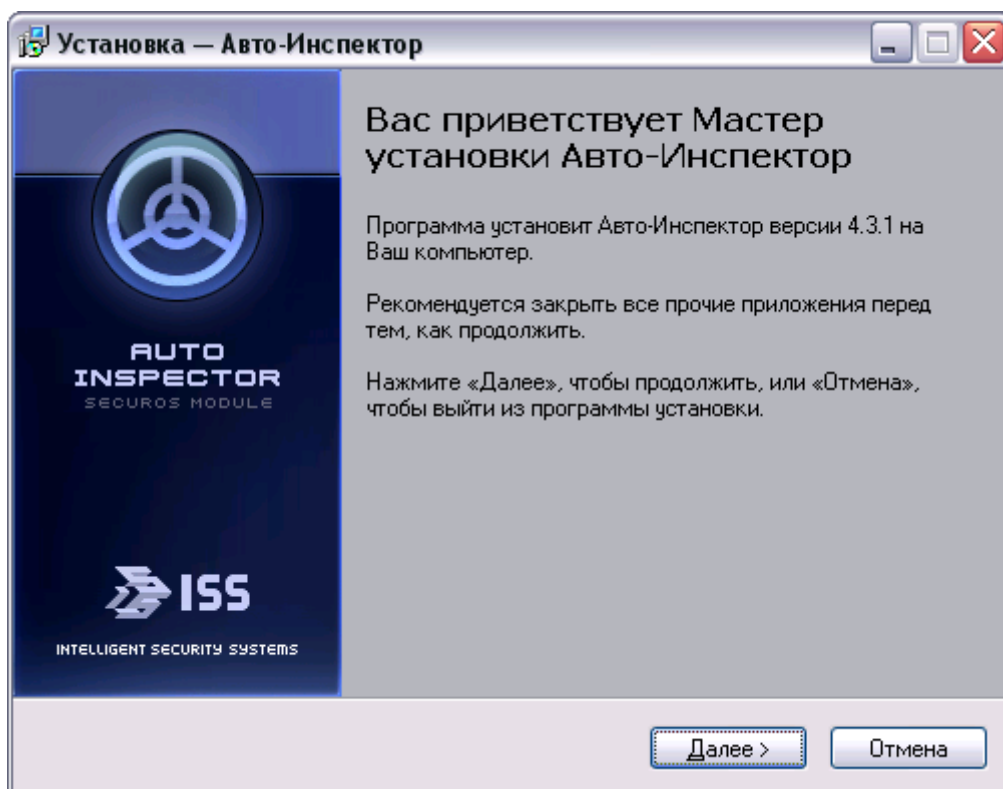 Установка — Авто-Инспектор
Вас приветствует Мастер
установки Авто-Инспектор
Программа установит Авто-Инспектор версии 4.3.1 на
Ваш компьютер.
Рекомендуется закрыть все прочие приложения перед
тем, как продолжить.
Нажмите «Далее», чтобы продолжить, или «Отмена»,
чтобы выйти из программы установки.
AUTO
INSPECTOR
SECUROS MODULE
ISS
INTELLIGENT SECURITY SYSTEMS
Далее >
Отмена